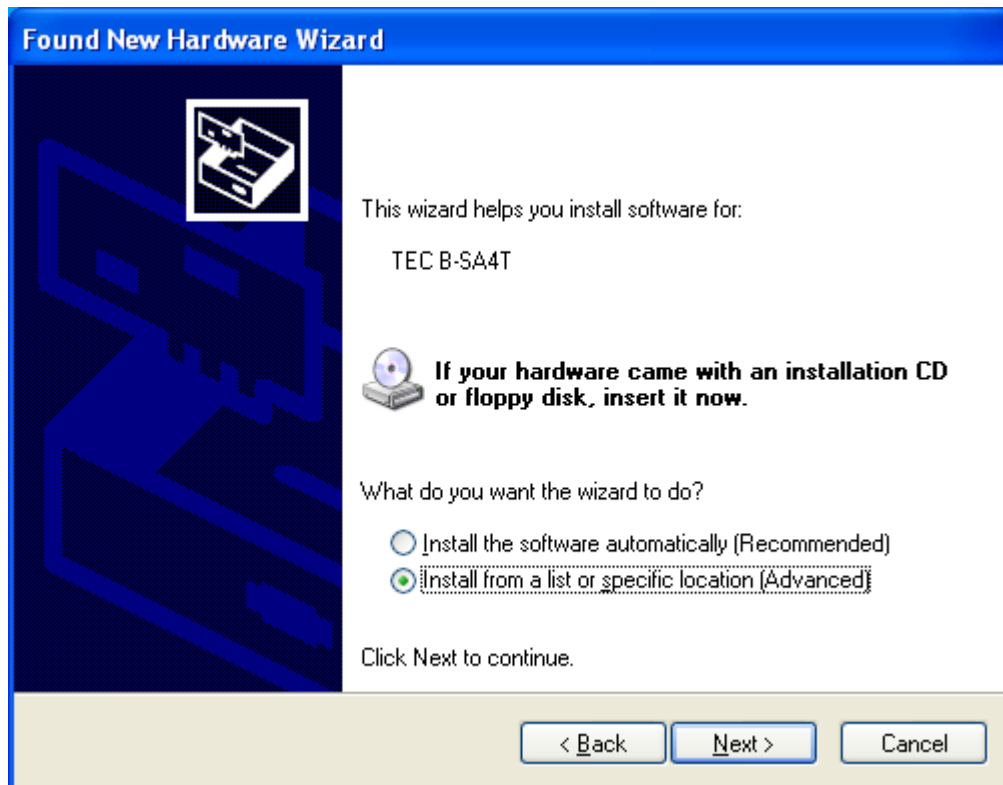 Found New Hardware Wizard
This wizard helps you install software for:
TEC B-SA4T
If your hardware came with an installation CD
or floppy disk, insert it now.
What do you want the wizard to do?
Install the software automatically (Recommended)
Install from a list or specific location (Advanced)
Click Next to continue.
< Back
Next >
Cancel